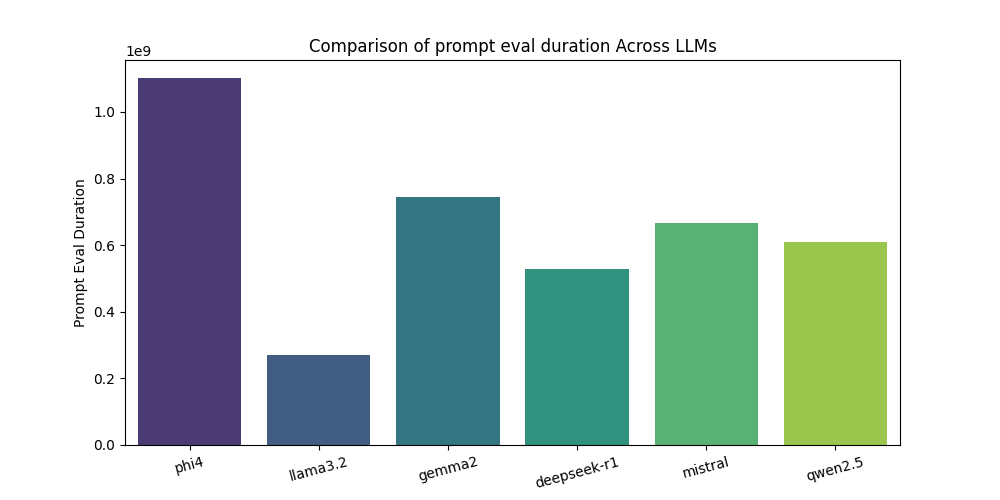 Comparison of prompt eval duration Across LLMs
1e9
Prompt Eval Duration
1.0
0.8
0.6
0.4
0.2
0.0
phi4
llama3.2
gemma2
deepseek-r1
mistral
qwen2.5